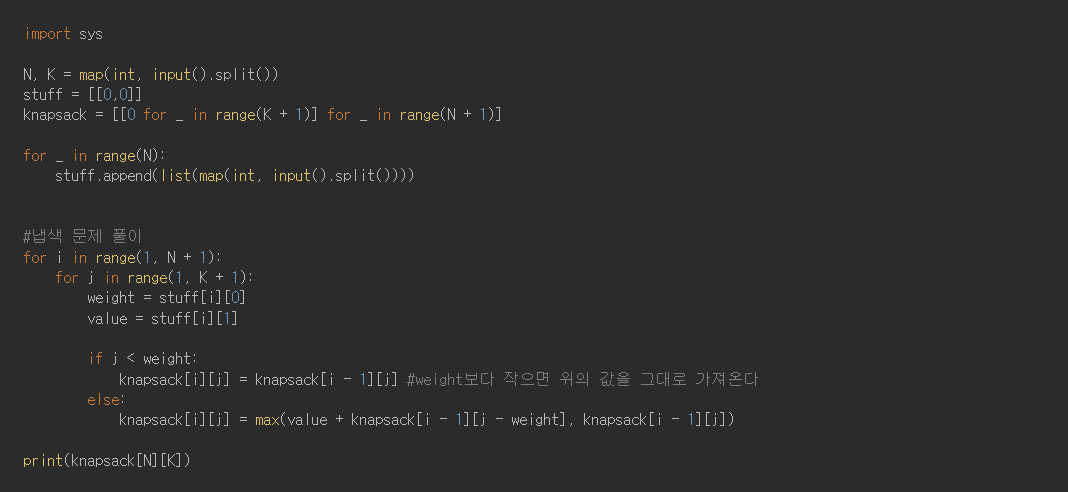 import sys
N, K = map(int, input().split())
stuff = [[0,0]]
knapsack = [[0 for _ in range(K + 1)] for _ in range(N + 1)]
for _ in range(N):
    stuff.append(list(map(int, input().split())))
#냅색 문제 풀이
for i in range(1, N + 1):
    for j in range(1, K + 1):
        weight = stuff[i][0]
        value = stuff[i][1]
        if j < weight:
            knapsack[i][j] = knapsack[i - 1][j] #weight보다 작으면 위의 값을 그대로 가져온다
        else:
            knapsack[i][j] = max(value + knapsack[i - 1][j - weight], knapsack[i - 1][j])
print(knapsack[N][K])